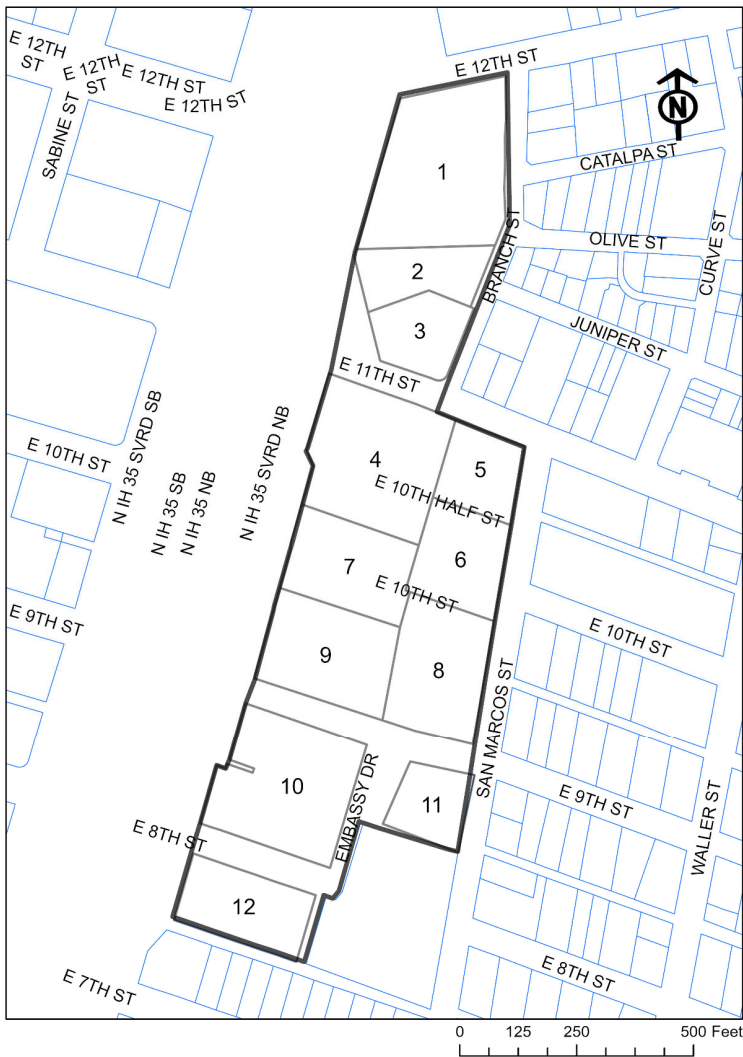 E 12TH
ST
E 12TH
ST
E 12TH ST
E 12TH ST
E 12TH ST
N
SABINE ST
CATALPA ST
1
BRANCH ST
OLIVE ST
CURVE ST
2
3
JUNIPER ST
E 11TH ST
N IH 35 SVRD SB
N IH 35 SB
N IH 35 NB
N IH 35 SVRD NB
E 10TH ST
4
5
E 10TH HALF ST
6
7
E 10TH ST
E 9TH ST
E 10TH ST
9
8
SAN MARCOS ST
10
EMBASSY DR
11
E 9TH ST
WALLER ST
E 8TH ST
12
E 8TH ST
E 7TH ST
0 125 250 500 Feet